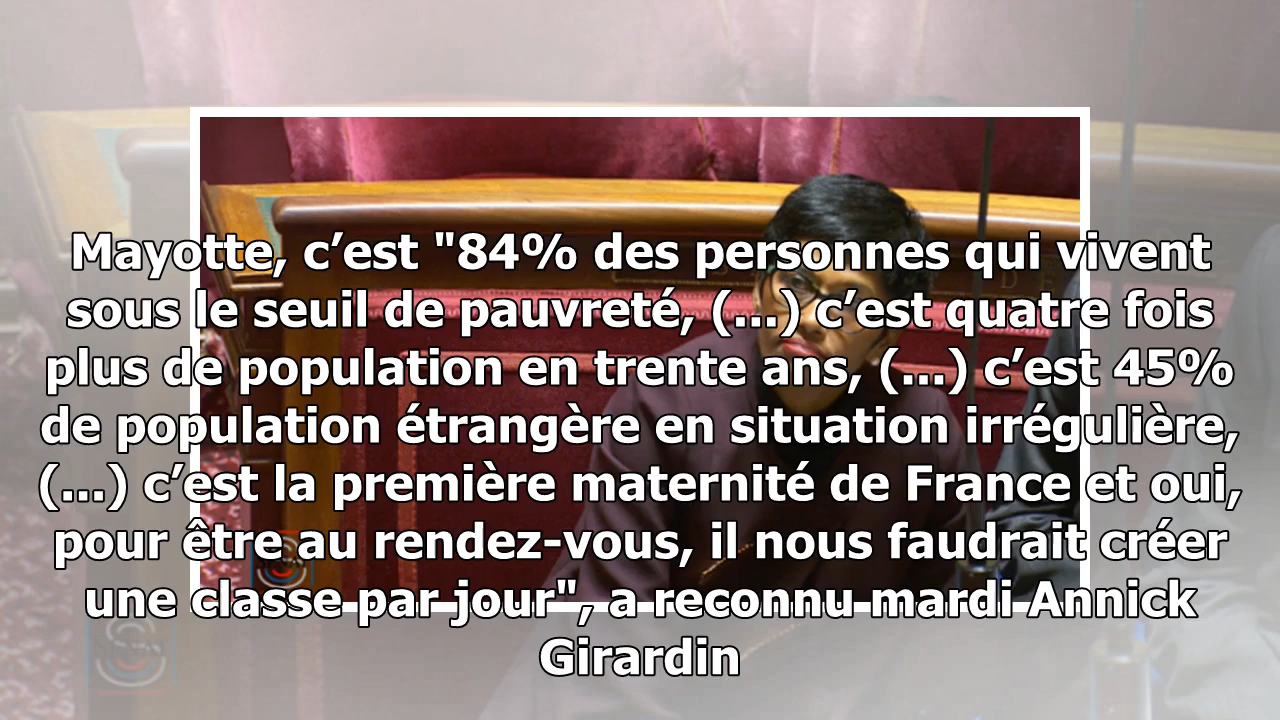 Mayotte, c’est "84% des personnes qui vivent
sous le seuil de pauvreté, (...) c’est quatre fois
plus de population en trente ans, (...) c’est 45%
de population étrangère en situation irrégulière,
(...) c’est la première maternité de France et oui,
pour être au rendez-vous, il nous faudrait créer
une classe par jour", a reconnu mardi Annick
Girardin